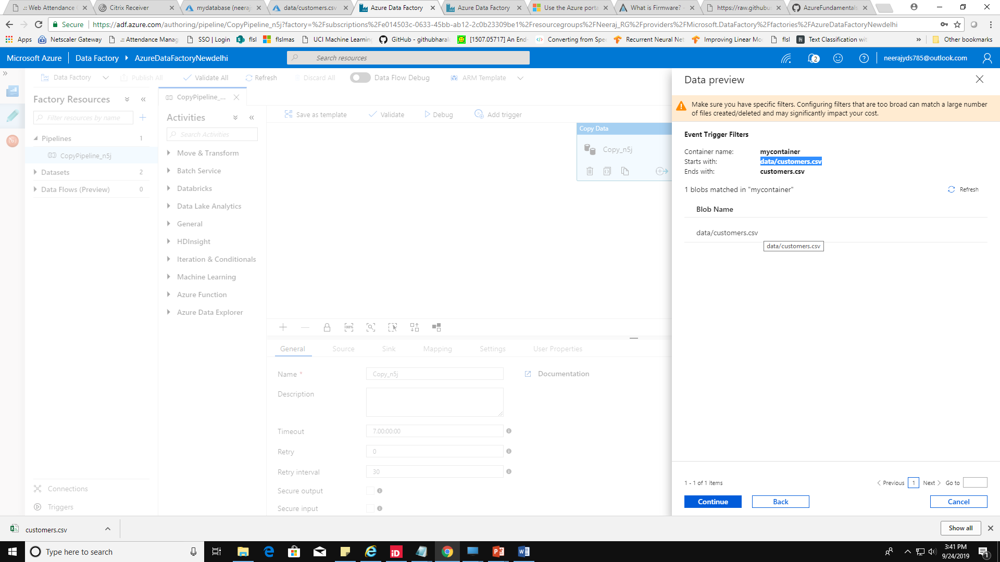 .:: Web Attendance
Citrix Receiver
mydatabase (neeraj
data/customers.csv
Azure Data Factory
Azure Data Factory
Use the Azure porta
What is Firmware? -
https://raw.githubu
AzureFundamentals
Secure
https://adf.azure.com/authoring/pipeline/CopyPipeline_n5j?factory=%2Fsubscriptions%2Fe014503c-0633-45bb-ab12-2c0b23309be1%2Fresourcegroups%2FNeeraj_RG%2Fproviders%2FMicrosoft.DataFactory%2Ffactories%2FAzureDataFactoryNewdelhi
Apps
Netscaler Gateway
.:: Attendance Manag
SSO | Login
flsl
flslmas
UCI Machine Learning
GitHub - githubharal
[1507.05717] An End-
Converting from Spe
Recurrent Neural Net
Improving Linear Mo
flsl
Text Classification wit
»
Other bookmarks
Microsoft Azure
Data Factory
AzureDataFactoryNewdelhi
Search resources
2
neerajyds785@outlook.com
Data Factory
Publish All
Validate All
Refresh
Discard All
Data Flow Debug
ARM Template
Factory Resources
Filter resources by name
Pipelines
1
CopyPipeline_n5j
Datasets
2
Data Flows (Preview)
0
Connections
Triggers
CopyPipeline_...
Activities
Search Activities
Move & Transform
Batch Service
Databricks
Data Lake Analytics
General
HDInsight
Iteration & Conditionals
Machine Learning
Azure Function
Azure Data Explorer
Save as template
Validate
Debug
Add trigger
Copy Data
Copy_n5j
100%
General
Source
Sink
Mapping
Settings
User Properties
Name *
Copy_n5j
Documentation
Description
Timeout
7.00:00:00
Retry
0
Retry interval
30
Secure output
Secure input
Data preview
Make sure you have specific filters. Configuring filters that are too broad can match a large number
of files created/deleted and may significantly impact your cost.
Event Trigger Filters
Container name: mycontainer
Starts with: data/customers.csv
Ends with: customers.csv
1 blobs matched in "mycontainer"
Refresh
Blob Name
data/customers.csv
data/customers.csv
1 - 1 of 1 items
Previous
1
Next
Go to
Continue
Back
Cancel
customers.csv
Show all
Type here to search
iD
3:41 PM
9/24/2019
1